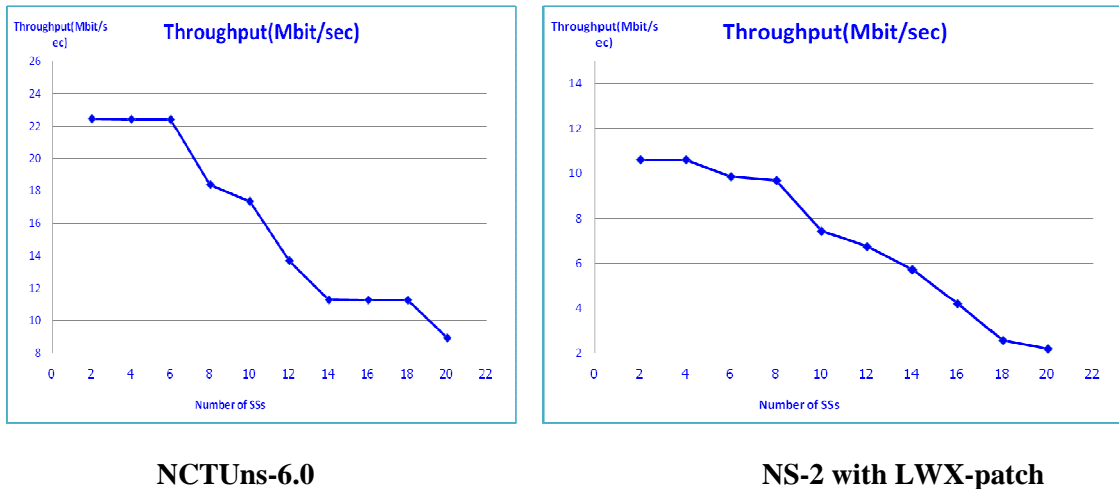 Throughput(Mbit/s
ec)
Throughput(Mbit/sec)
26
24
22
20
18
16
14
12
10
8
0 2 4 6 8 10 12 14 16 18 20 22
Number of SSs
Throughput(Mbit/s
ec)
Throughput(Mbit/sec)
14
12
10
8
6
4
2
0 2 4 6 8 10 12 14 16 18 20 22
Number of SSs
NCTUns-6.0
NS-2 with LWX-patch